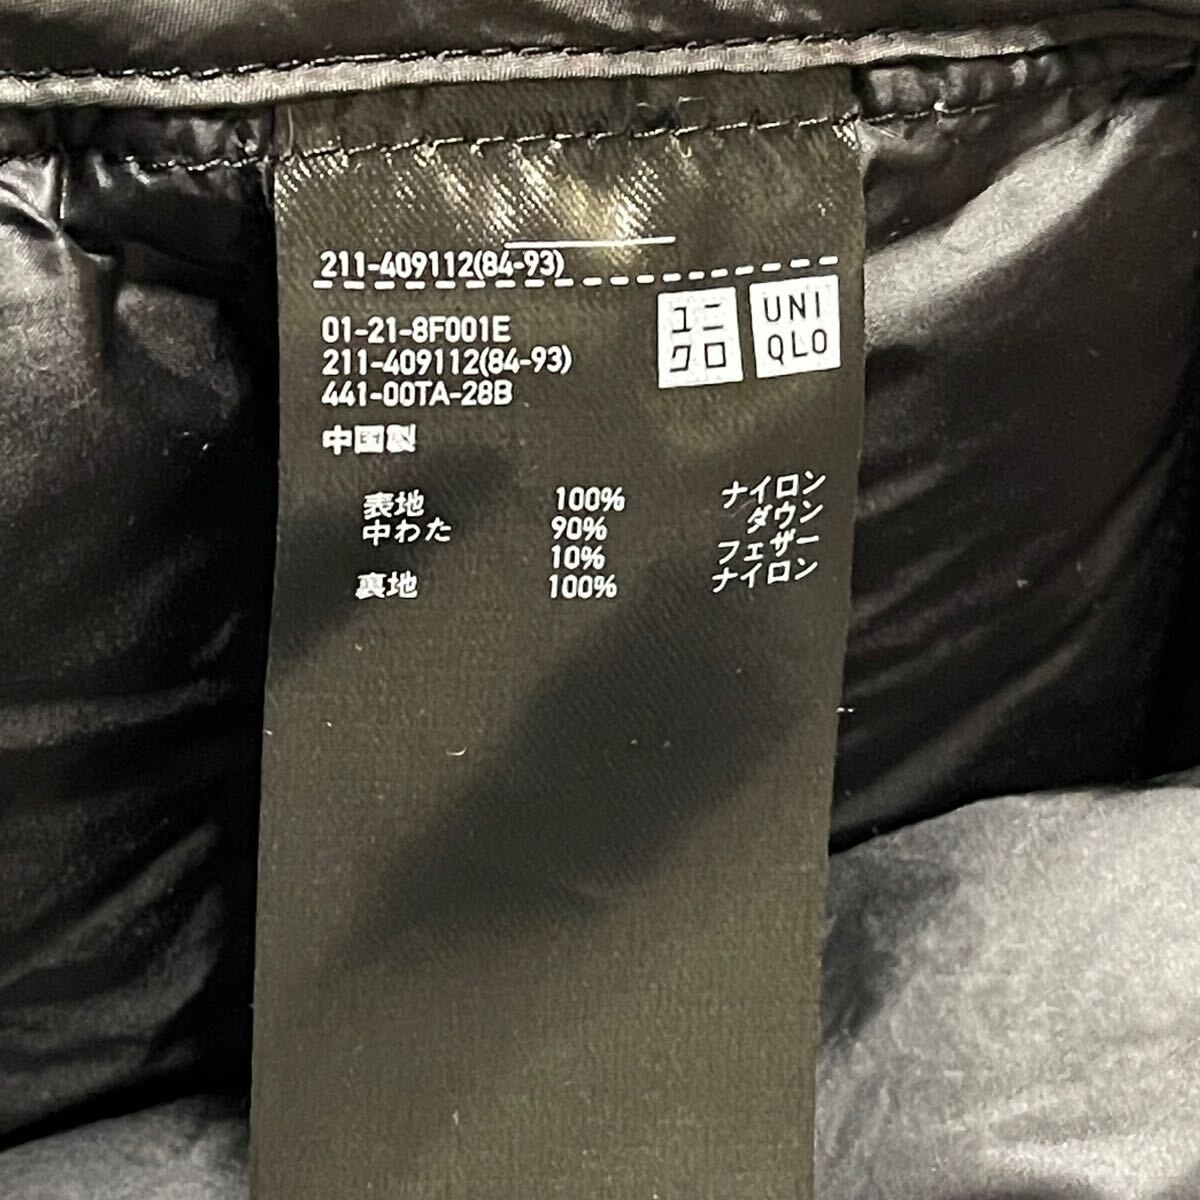 211-409112(84-93)
01-21-8F001E
211-409112(84-93)
441-00TA-28B
中国製
ユニ
クロ
UNI
QLO
表地 100% ナイロン
中わた 90% ダウン
10% フェザー
裏地 100% ナイロン